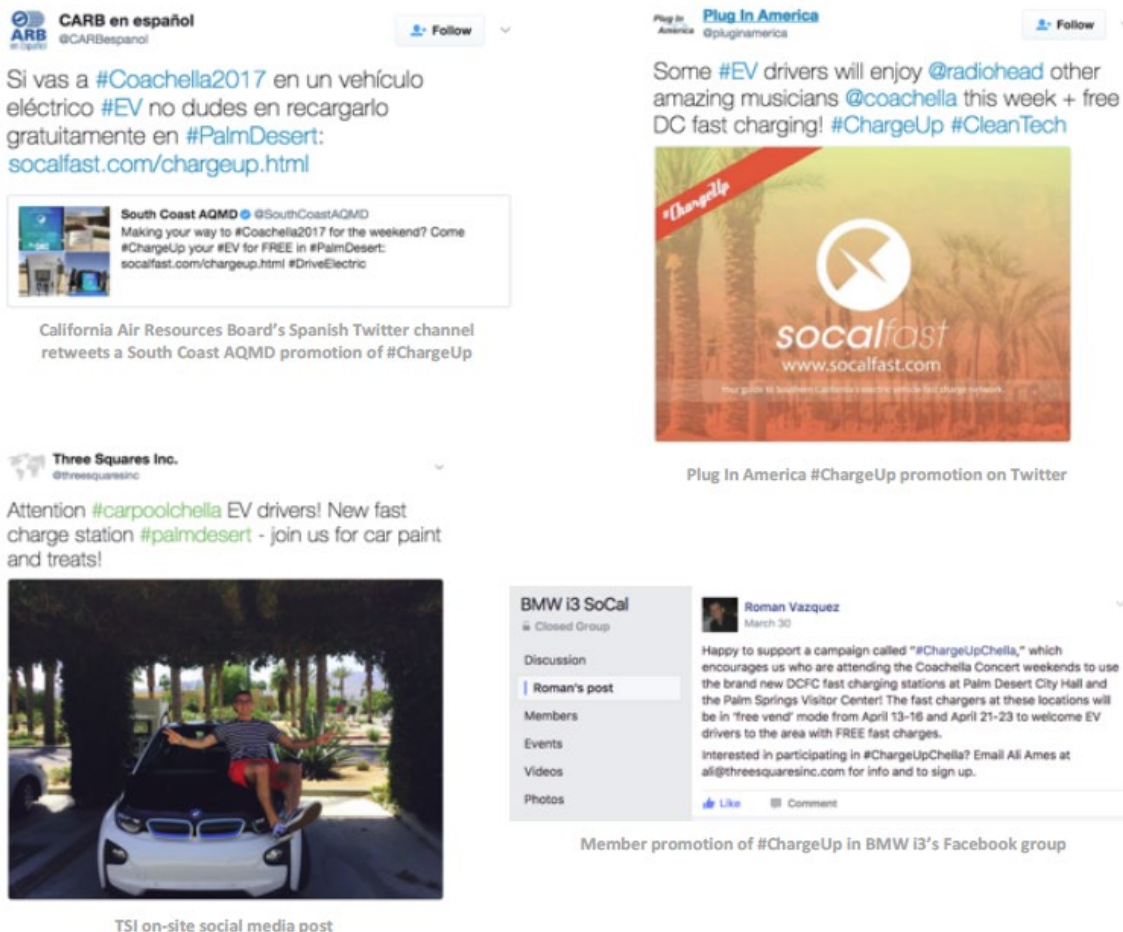 ARB
en Español
CARB en español
@CARBespanol
Follow
Si vas a #Coachella2017 en un vehículo
eléctrico #EV no dudes en recargarlo
gratuitamente en #PalmDesert:
socalfast.com/chargeup.html
South Coast AQMD @SouthCoastAQMD
Making your way to #Coachella2017 for the weekend? Come
#ChargeUp your #EV for FREE in #PalmDesert:
socalfast.com/chargeup.html #DriveElectric
California Air Resources Board's Spanish Twitter channel
retweets a South Coast AQMD promotion of #ChargeUp
Plug In
America
Plug In America
@pluginamerica
Follow
Some #EV drivers will enjoy @radiohead other
amazing musicians @coachella this week + free
DC fast charging! #ChargeUp #CleanTech
#ChargeUp
socalfast
www.socalfast.com
Your guide to Southern California's electric vehicle fast charge network.
Plug In America #ChargeUp promotion on Twitter
Three Squares Inc.
@threesquaresinc
Attention #carpoolchella EV drivers! New fast
charge station #palmdesert - join us for car paint
and treats!
TSI on-site social media post
BMW i3 SoCal
Closed Group
Discussion
Roman's post
Members
Events
Videos
Photos
Roman Vazquez
March 30
Happy to support a campaign called "#ChargeUpChella," which
encourages us who are attending the Coachella Concert weekends to use
the brand new DCFC fast charging stations at Palm Desert City Hall and
the Palm Springs Visitor Center! The fast chargers at these locations will
be in 'free vend' mode from April 13-16 and April 21-23 to welcome EV
drivers to the area with FREE fast charges.
Interested in participating in #ChargeUpChella? Email Ali Ames at
ali@threesquaresinc.com for info and to sign up.
Like
Comment
Member promotion of #ChargeUp in BMW i3's Facebook group